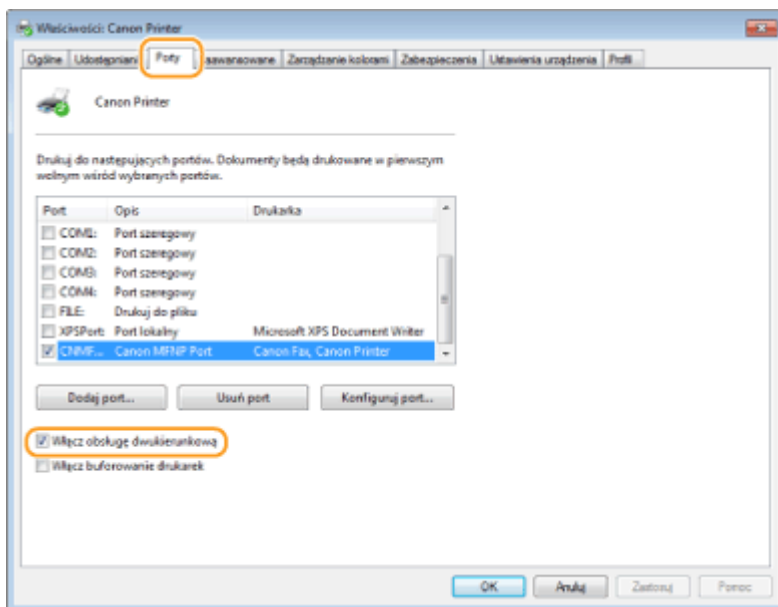 Właściwości: Canon Printer
Ogólne Udostępniani Porty aawansowane Zarządzanie kolorami Zabezpieczenia Ustawienia urządzenia Profil
Canon Printer
Drukuj do następujących portów. Dokumenty będą drukowane w pierwszym
wolnym wśród wybranych portów.
Port Opis Drukarka
COM1: Port szeregowy
COM2: Port szeregowy
COM3: Port szeregowy
COM4: Port szeregowy
FILE: Drukuj do pliku
XPSPort: Port lokalny Microsoft XPS Document Writer
CNMF... Canon MFNP Port Canon Fax, Canon Printer
Dodaj port... Usuń port Konfiguruj port...
Włącz obsługę dwukierunkową
Włącz buforowanie drukarek
OK Anuluj Zastosuj Pomoc